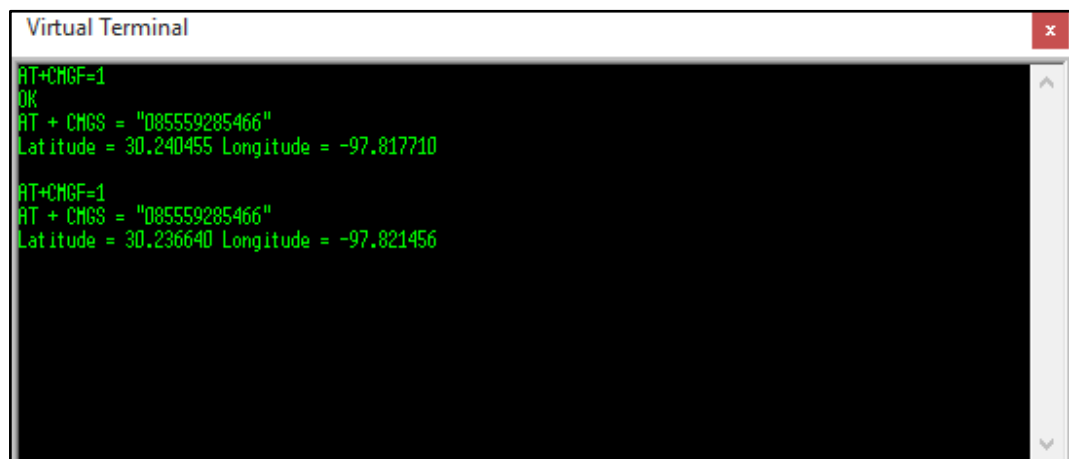 Virtual Terminal
AT+CMGF=1
OK
AT + CMGS = "085559285466"
Latitude = 30.240455 Longitude = -97.817710
AT+CMGF=1
AT + CMGS = "085559285466"
Latitude = 30.236640 Longitude = -97.821456